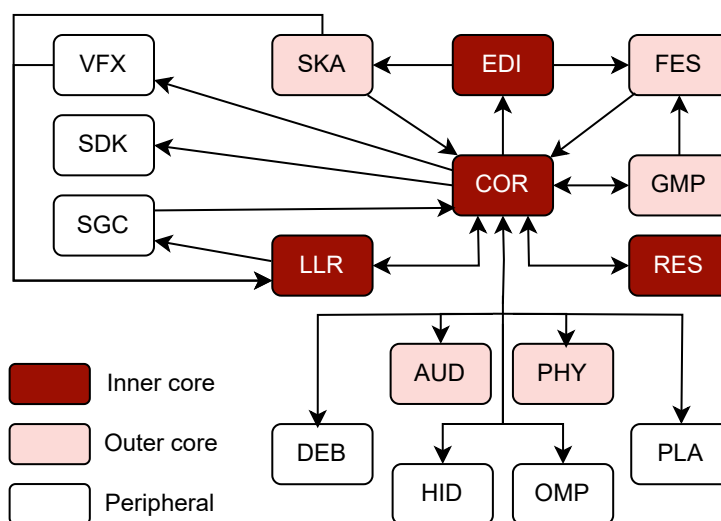 VFX
SKA
EDI
FES
SDK
COR
GMP
SGC
LLR
RES
AUD
PHY
Inner core
Outer core
DEB
PLA
HID
OMP
Peripheral